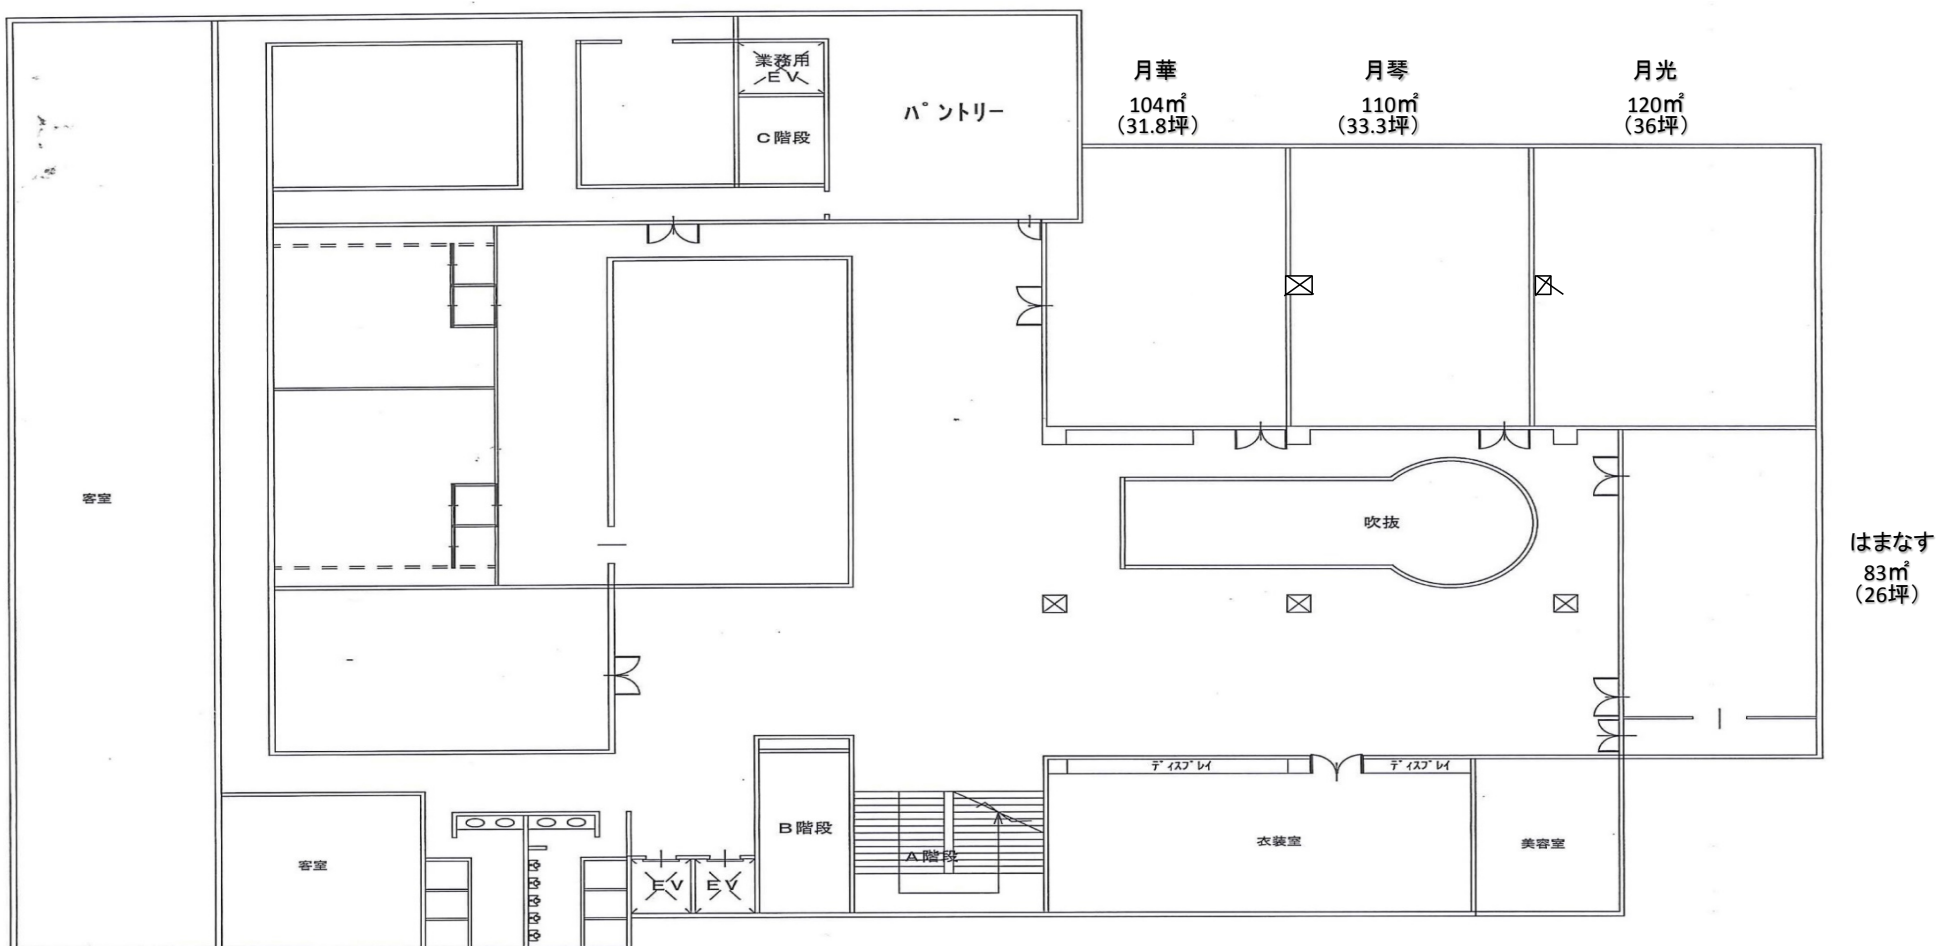 業務用
EV
パントリー
C階段
月華
104㎡
（31.8坪）
月琴
110㎡
（33.3坪）
月光
120㎡
（36坪）
客室
吹抜
はまなす
83㎡
（26坪）
ディスプレイ
ディスプレイ
B階段
A階段
衣装室
美容室
客室
EV
EV